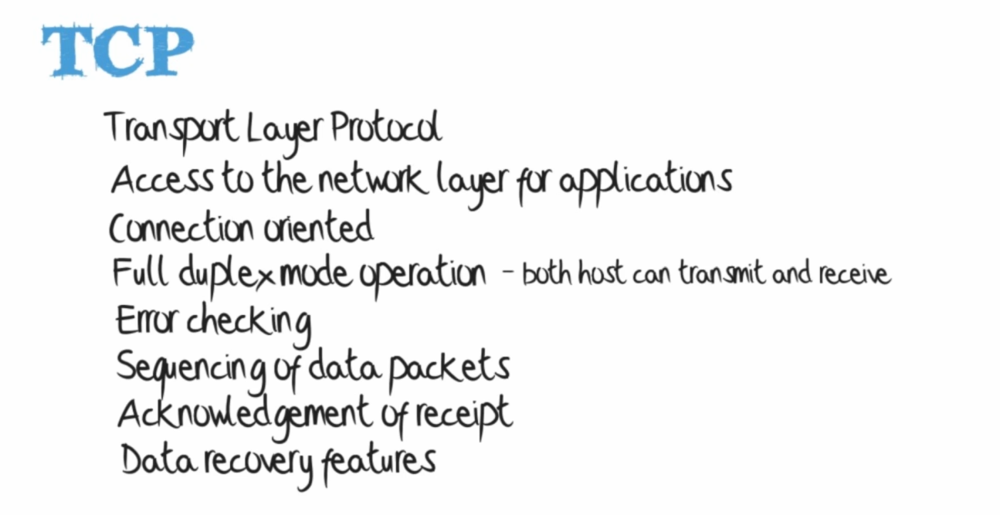 TCP
Transport Layer Protocol
Access to the network layer for applications
Connection oriented
Full duplex mode operation - both host can transmit and receive
Error checking
Sequencing of data packets
Acknowledgement of receipt
Data recovery features